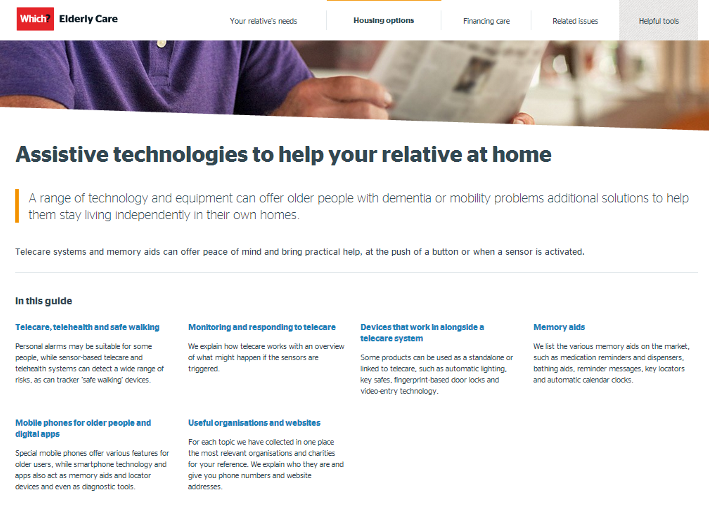 Which? Elderly Care
Your relative's needs
Housing options
Financing care
Related issues
Helpful tools
Assistive technologies to help your relative at home
A range of technology and equipment can offer older people with dementia or mobility problems additional solutions to help
them stay living independently in their own homes.
Telecare systems and memory aids can offer peace of mind and bring practical help, at the push of a button or when a sensor is activated.
In this guide
Telecare, telehealth and safe walking
Personal alarms may be suitable for some
people, while sensor-based telecare and
telehealth systems can detect a wide range of
risks, as can tracker 'safe walking' devices.
Monitoring and responding to telecare
We explain how telecare works with an overview
of what might happen if the sensors are
triggered.
Devices that work in alongside a
telecare system
Some products can be used as a standalone or
linked to telecare, such as automatic lighting,
key safes, fingerprint-based door locks and
video-entry technology.
Memory aids
We list the various memory aids on the market,
such as medication reminders and dispensers,
bathing aids, reminder messages, key locators
and automatic calendar clocks.
Mobile phones for older people and
digital apps
Special mobile phones offer various features for
older users, while smartphone technology and
apps also act as memory aids and locator
devices and even as diagnostic tools.
Useful organisations and websites
For each topic we have collected in one place
the most relevant organisations and charities
for your reference. We explain who they are and
give you phone numbers and website
addresses.